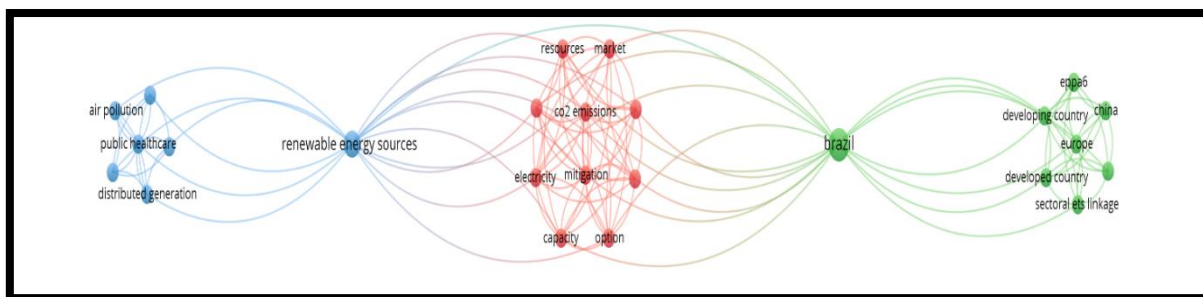 air pollution
public healthcare
distributed generation
renewable energy sources
resources
market
co2 emissions
electricity
mitigation
capacity
option
brazil
eppa6
developing country
china
europe
developed country
sectoral ets linkage